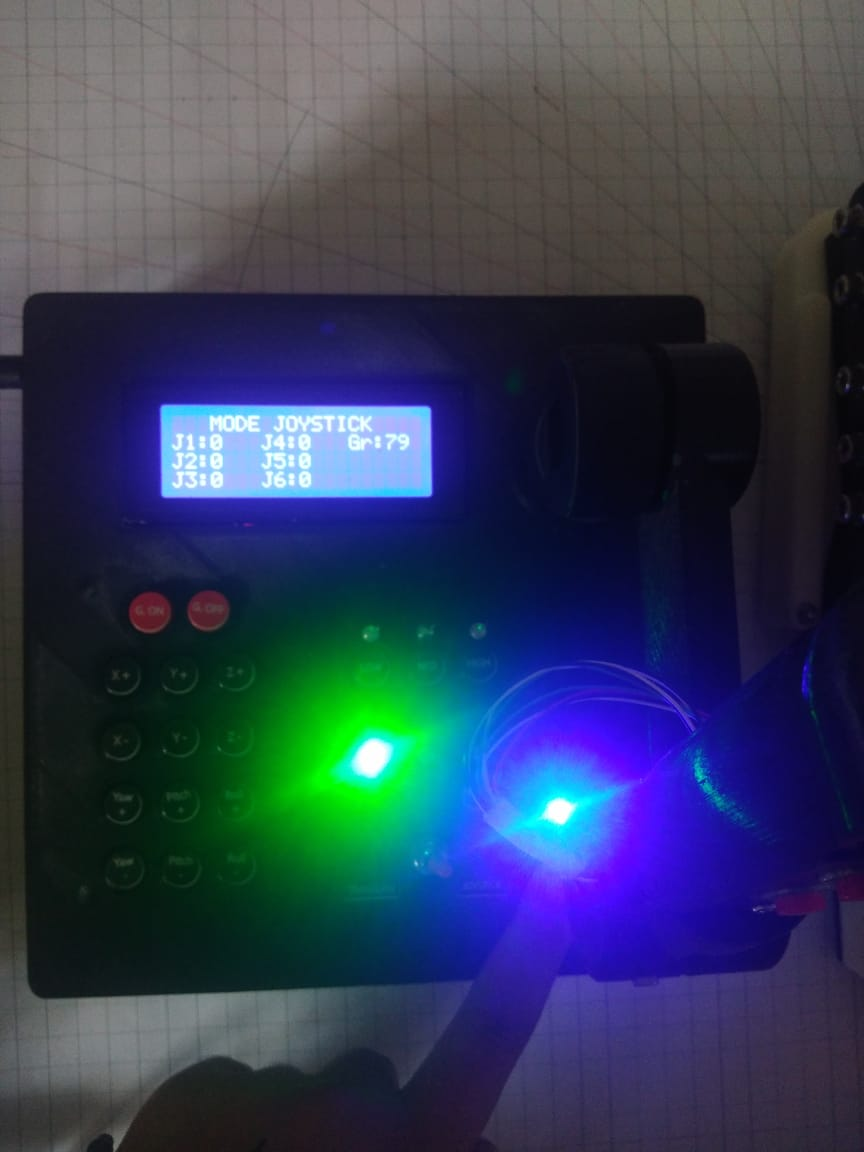 MODE JOYSTICK
J1:0 J4:0 Gr:79
J2:0 J5:0
J3:0 J6:0
G. ON G. OFF
X+ Y+ Z+
X- Y- Z-
Yaw + Pitch + Roll +
Yaw - Pitch - Roll -